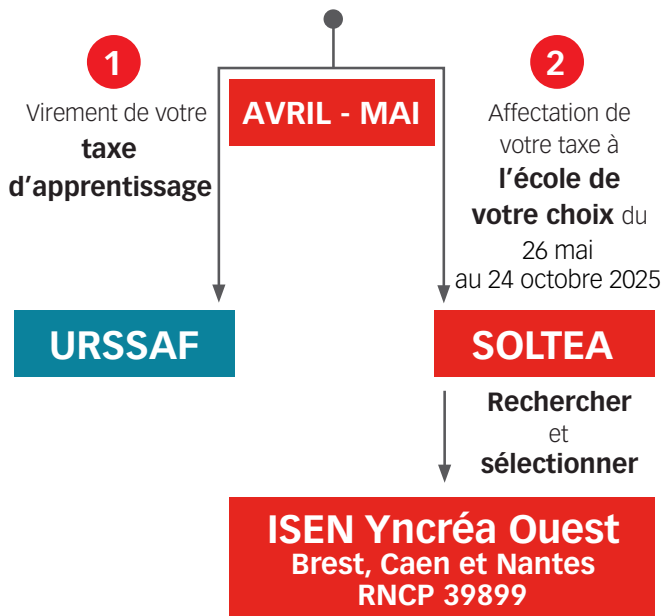 1
Virement de votre
taxe
d'apprentissage
AVRIL - MAI
2
Affectation de
votre taxe à
l'école de
votre choix du
26 mai
au 24 octobre 2025
URSSAF
SOLTEA
Rechercher
et
sélectionner
ISEN Yncréa Ouest
Brest, Caen et Nantes
RNCP 39899